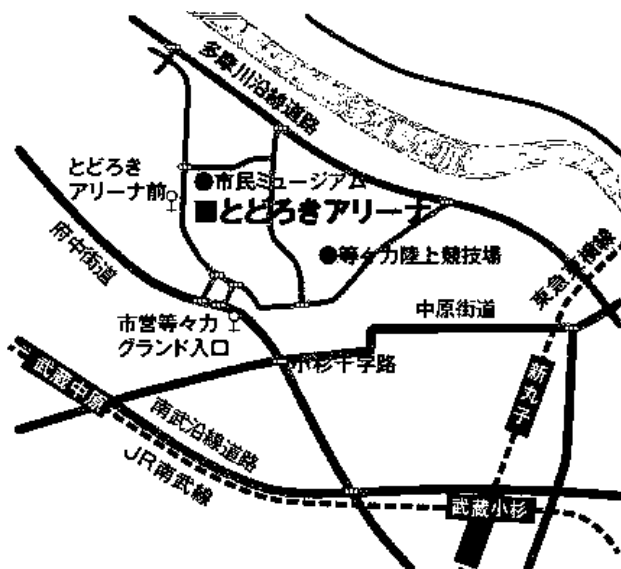 多摩川沿線道路
とどろき
アリーナ前
●市民ミュージアム
■とどろきアリーナ
●等々力陸上競技場
東急東横線
府中街道
市営等々力
グランド入口
中原街道
小杉十字路
新丸子
武蔵中原
南武沿線道路
JR南武線
武蔵小杉